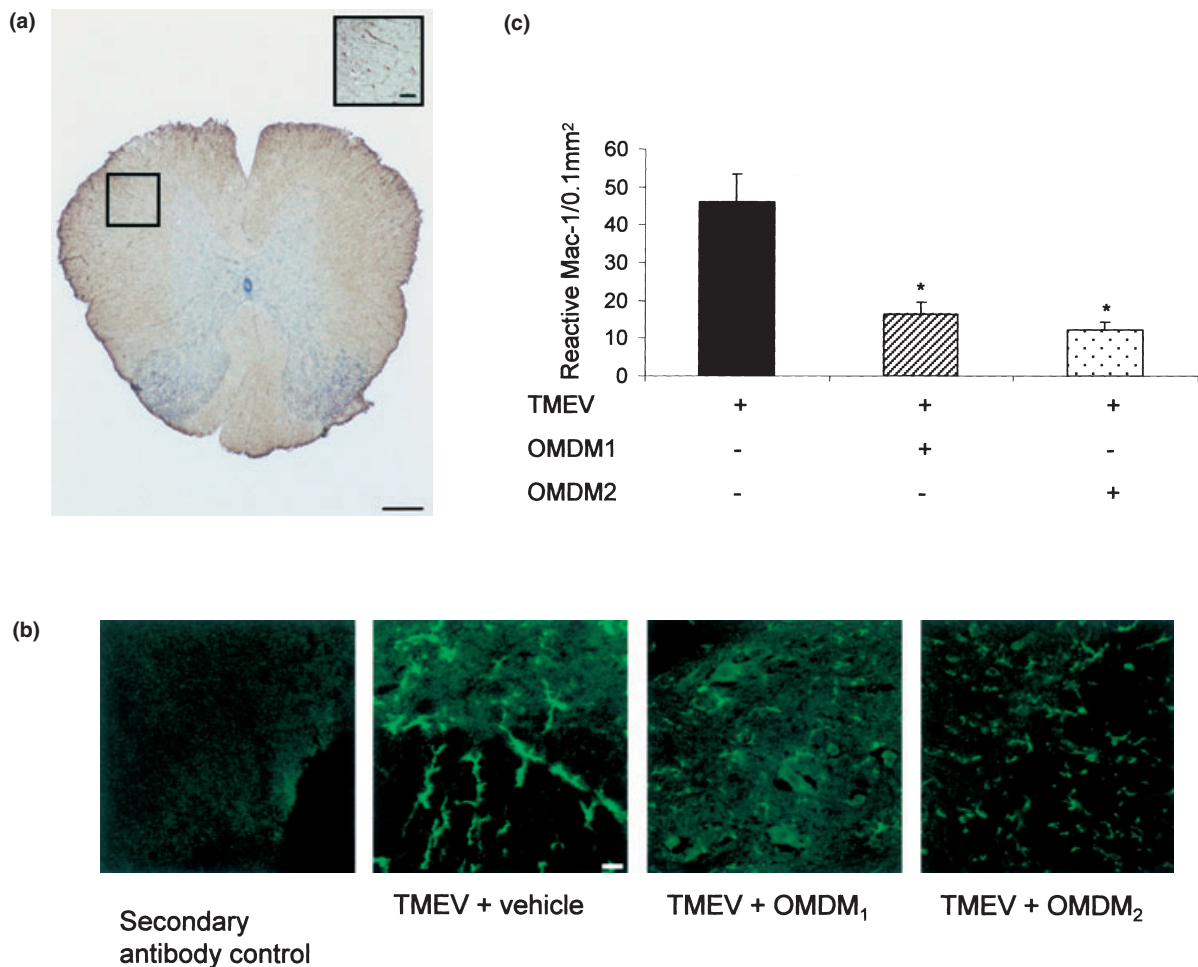 (a)
(c)
Reactive Mac-1/0.1mm²
60
50
40
30
20
10
0
*
*
TMEV + + +
OMDM1 - + -
OMDM2 - - +
(b)
Secondary
antibody control
TMEV + vehicle
TMEV + OMDM₁
TMEV + OMDM₂